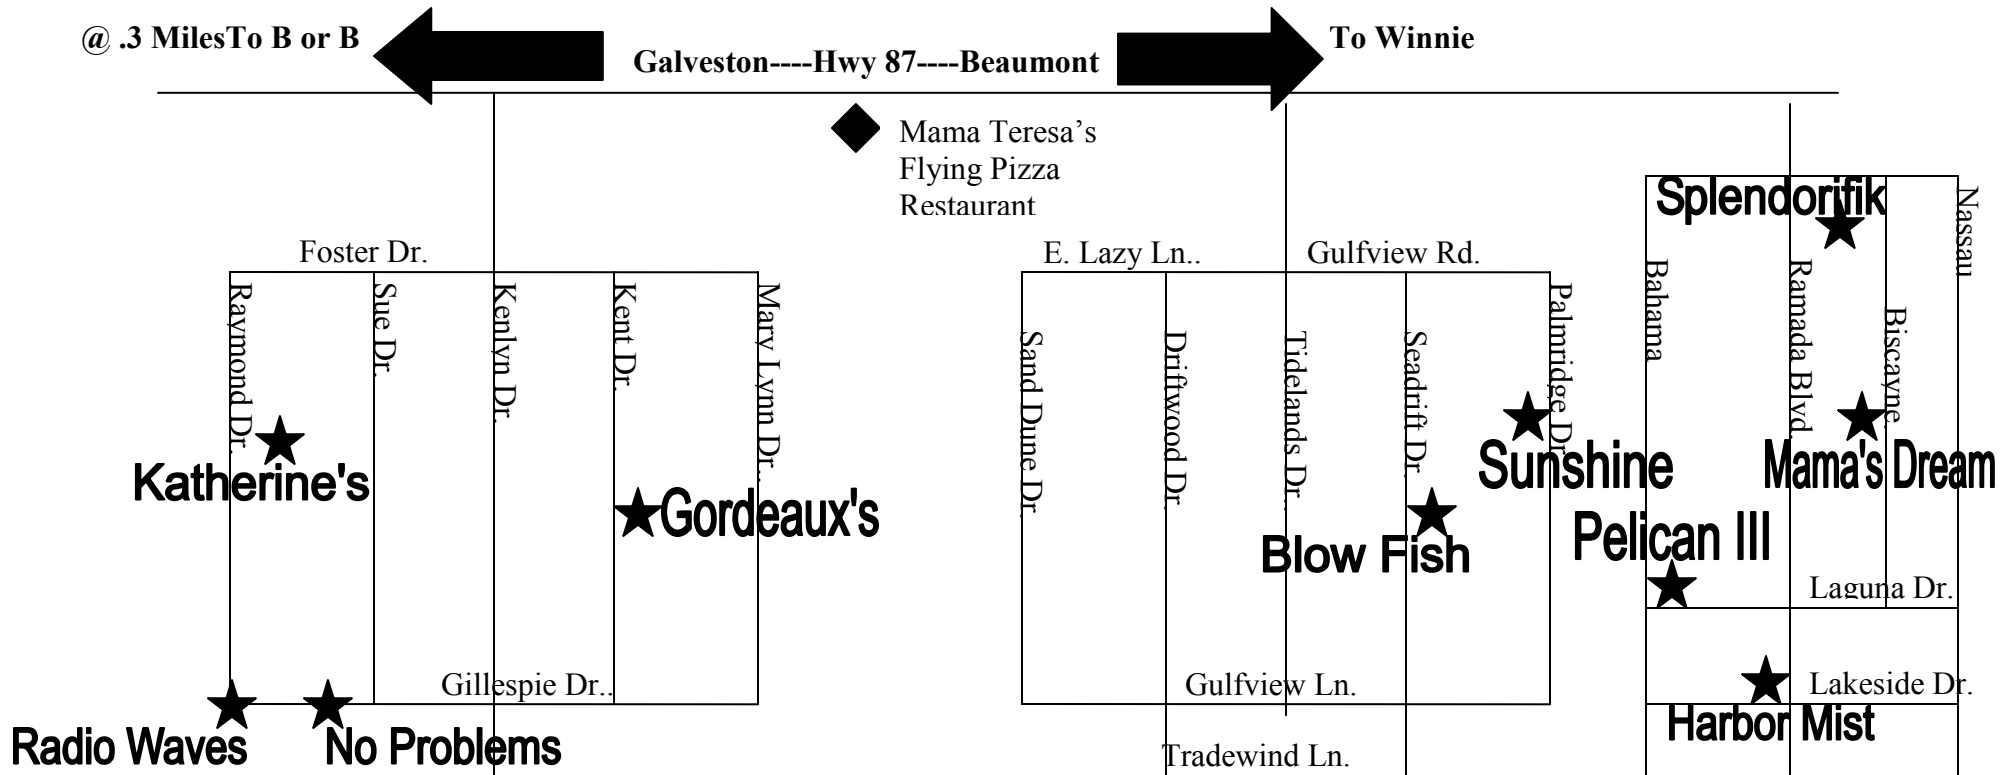 @ .3 MilesTo B or B
To Winnie
Galveston----Hwy 87----Beaumont
Mama Teresa’s
Flying Pizza
Restaurant
Splendorifik
Nassau
Foster Dr.
E. Lazy Ln..
Gulfview Rd.
Raymond Dr.
Sue Dr.
Kenlyn Dr.
Kent Dr.
Mary Lynn Dr..
Sand Dune Dr.
Driftwood Dr.
Tidelands Dr.
Seadrift Dr.
Palmridge Dr.
Bahama
Ramada Blvd.
Biscayne.
Katherine's
Gordeaux's
Sunshine
Mama's Dream
Blow Fish
Pelican III
Laguna Dr.
Gillespie Dr..
Gulfview Ln.
Lakeside Dr.
Radio Waves
No Problems
Harbor Mist
Tradewind Ln.